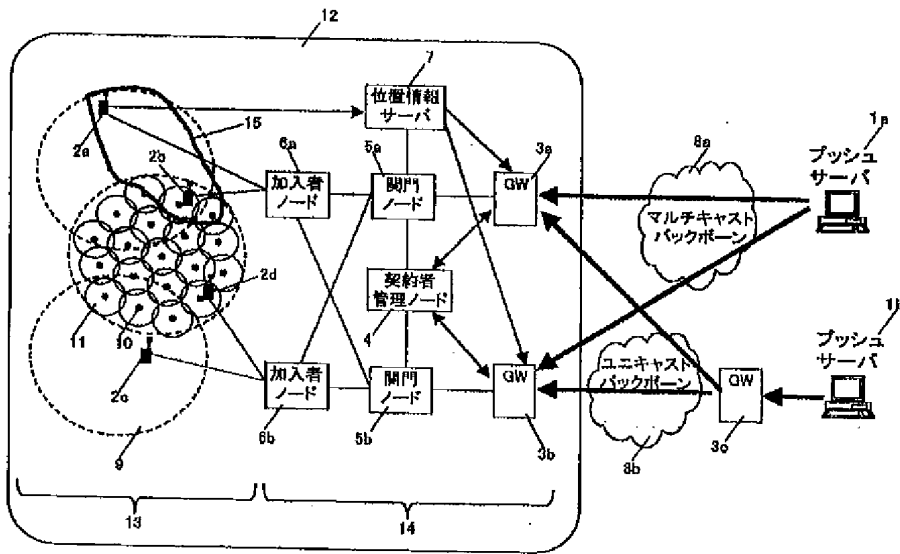 12
7
位置情報
サーバ
15
2a
2b
6a
5a
3a
8a
1a
プッシュ
サーバ
加入者
ノード
関門
ノード
GW
マルチキャスト
バックボーン
2d
契約者
管理ノード
4
11
10
プッシュ
サーバ
2c
加入者
ノード
関門
ノード
GW
ユニキャスト
バックボーン
GW
9
6b
5b
3b
8b
3c
13
14